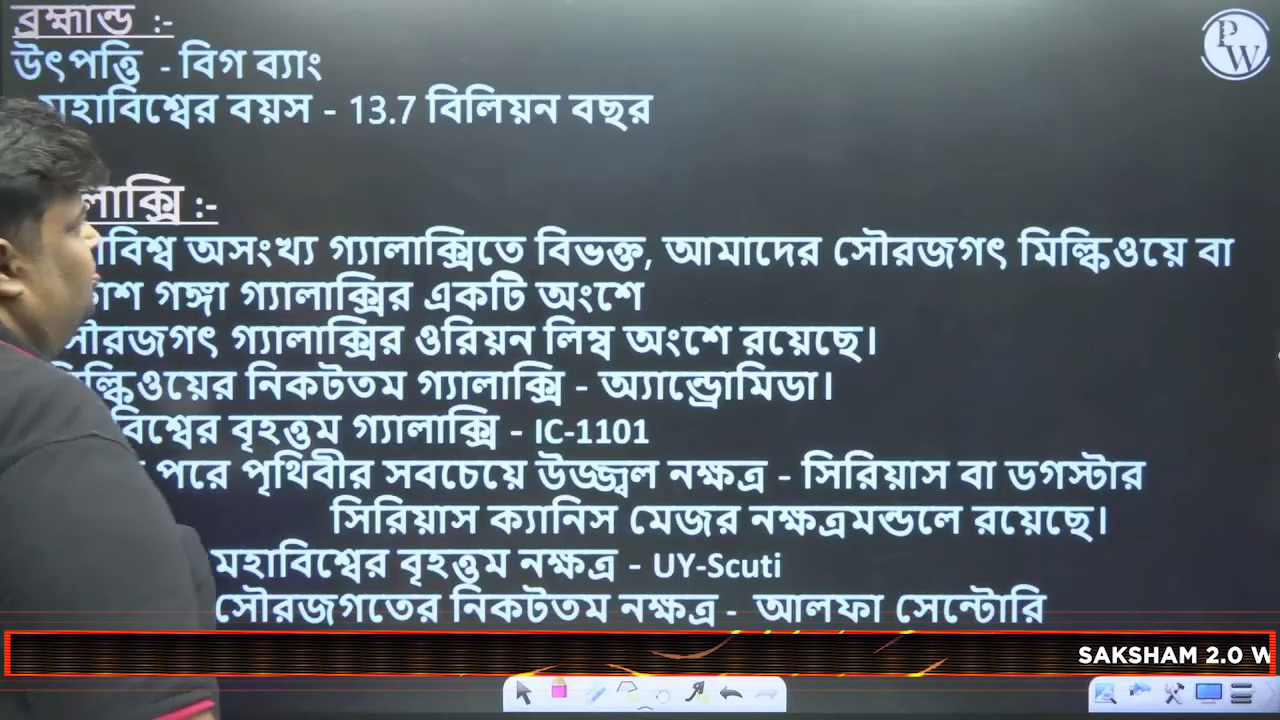 ব্রহ্মান্ড :-
উৎপত্তি - বিগ ব্যাং
মহাবিশ্বের বয়স - 13.7 বিলিয়ন বছর
অসংখ্য গ্যালাক্সিতে বিভক্ত, আমাদের সৌরজগৎ মিল্কিওয়ে বা
গঙ্গা গ্যালাক্সির একটি অংশে
সৌরজগৎ গ্যালাক্সির ওরিয়ন লিম্ব অংশে রয়েছে।
মিল্কিওয়ের নিকটতম গ্যালাক্সি - অ্যান্ড্রোমিডা।
বৃহত্তম গ্যালাক্সি - IC-1101
পরে পৃথিবীর সবচেয়ে উজ্জ্বল নক্ষত্র - সিরিয়াস বা ডগস্টার
সিরিয়াস ক্যানিস মেজর নক্ষত্রমন্ডলে রয়েছে।
মহাবিশ্বের বৃহত্তম নক্ষত্র - UY-Scuti
সৌরজগতের নিকটতম নক্ষত্র - আলফা সেন্টোরি
SAKSHAM 2.0 W
PW